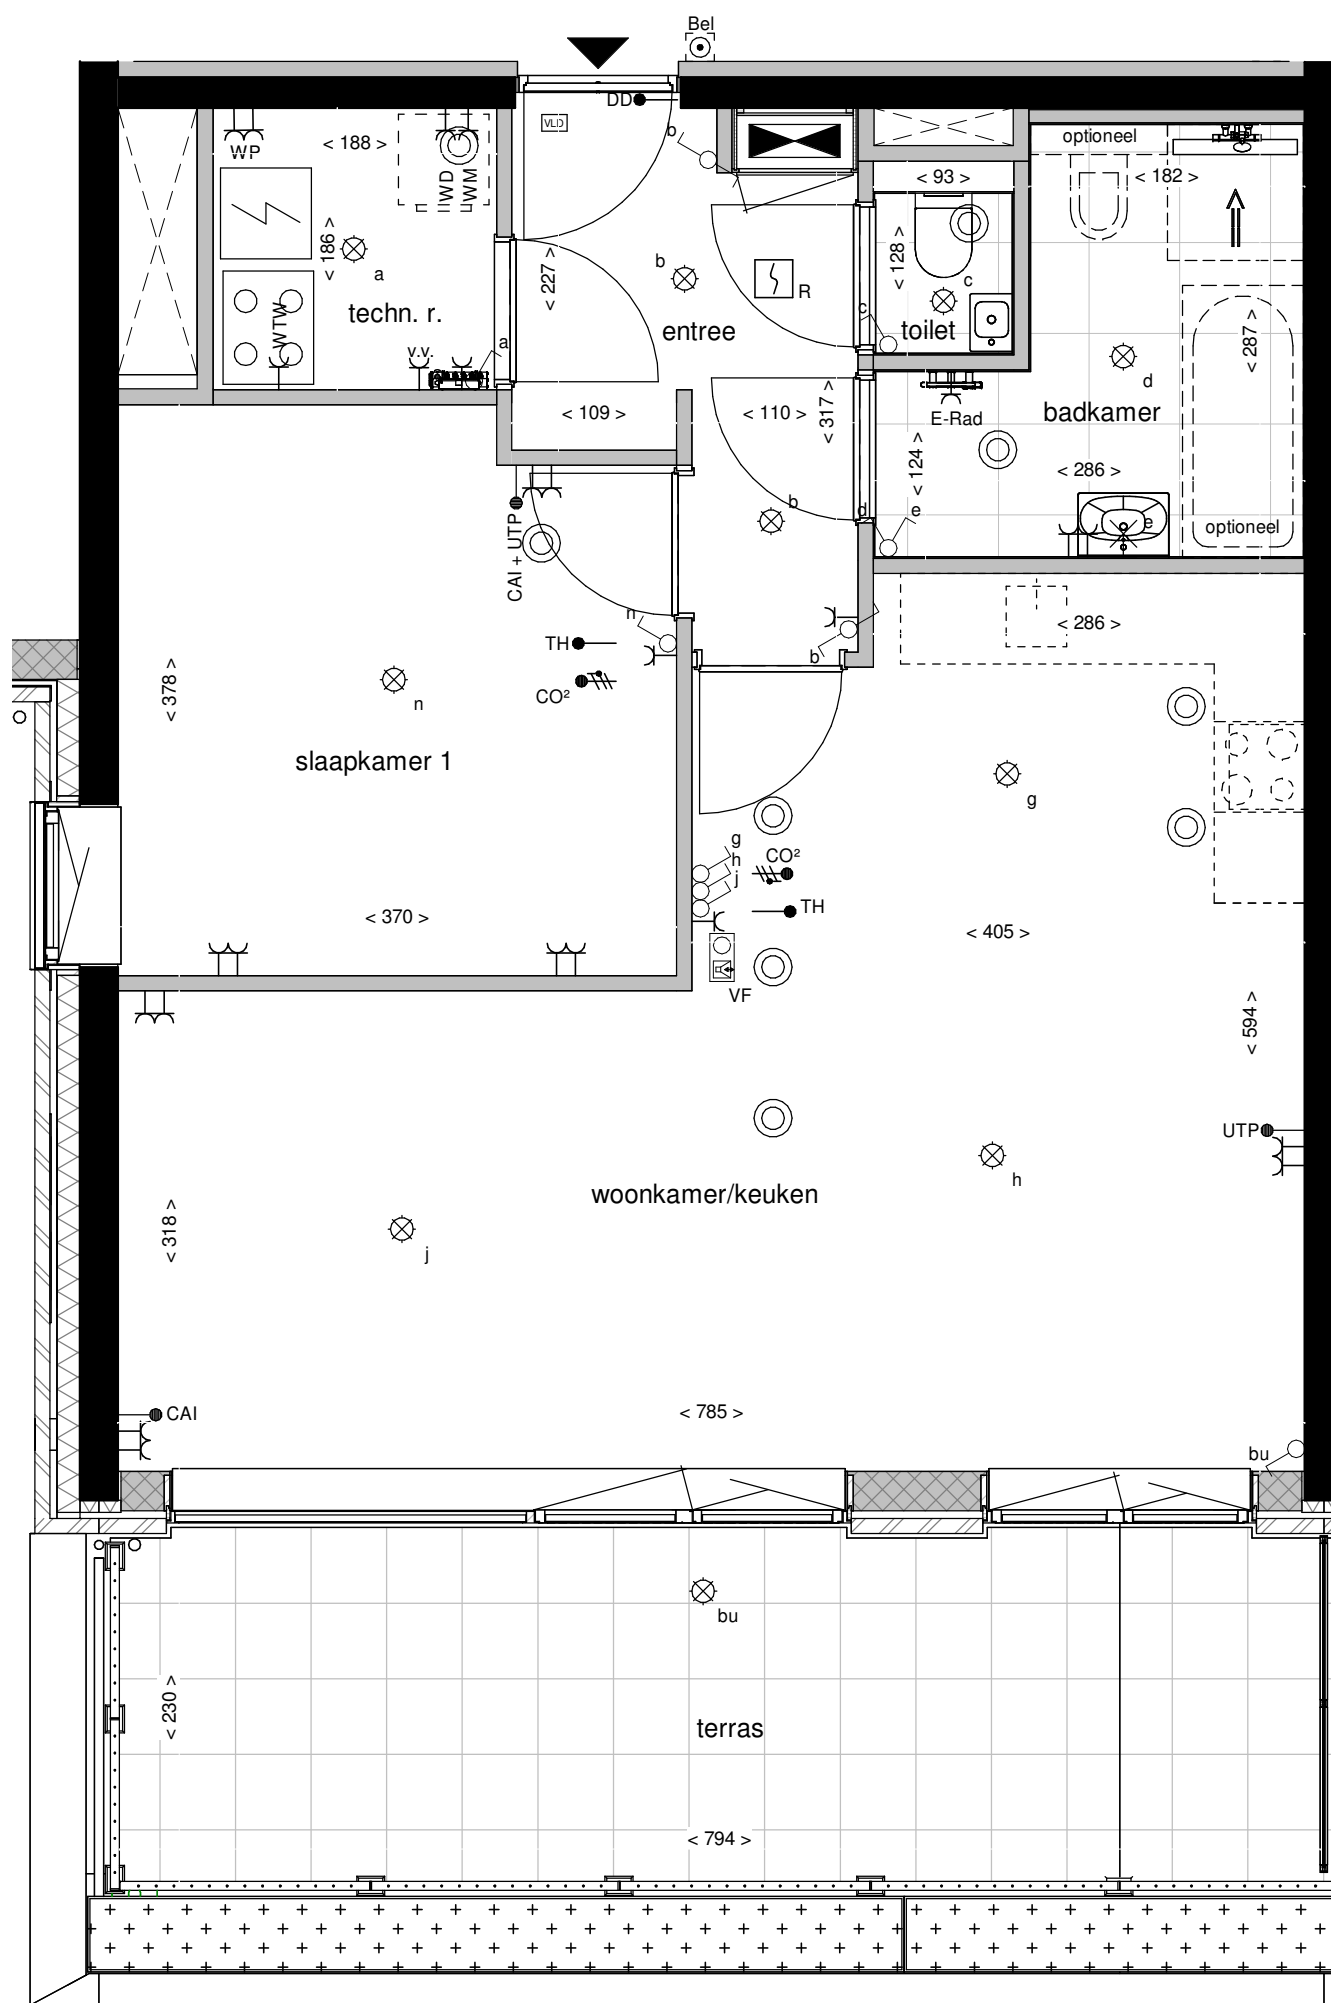 Bel
DD
VLD
b
optioneel
WP
< 188 >
WD
WM
< 93 >
< 182 >
< 186 >
a
< 227 >
b
R
< 128 >
c
techn. r.
entree
c
toilet
< 287 >
WTW
v.v.
a
d
< 109 >
< 110 >
< 317 >
E-Rad
badkamer
< 124 >
< 286 >
CAI + UTP
b
d
e
e
optioneel
n
TH
b
< 286 >
< 378 >
n
CO²
slaapkamer 1
g
g
h
j
CO²
TH
< 370 >
< 405 >
VF
< 594 >
UTP
h
woonkamer/keuken
< 318 >
j
CAI
< 785 >
bu
bu
< 230 >
terras
< 794 >